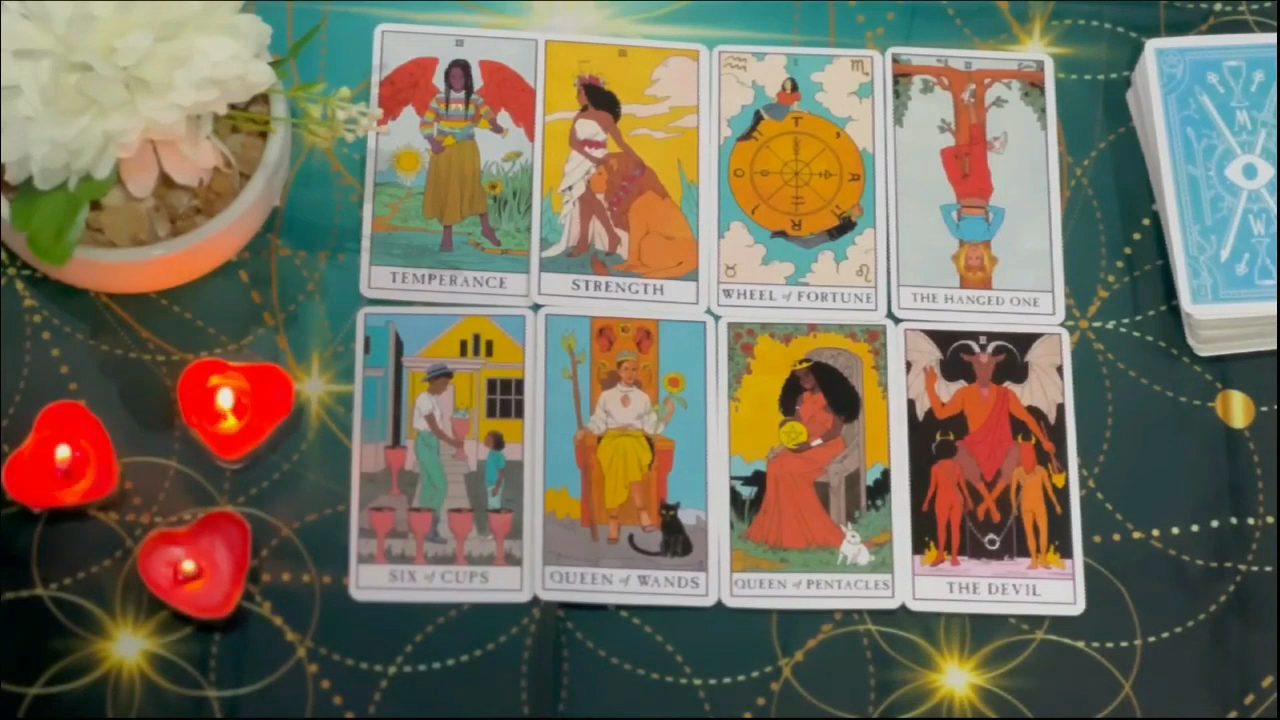 TEMPERANCE
STRENGTH
WHEEL of FORTUNE
THE HANGED ONE
SIX of CUPS
QUEEN of WANDS
QUEEN of PENTACLES
THE DEVIL
M
W